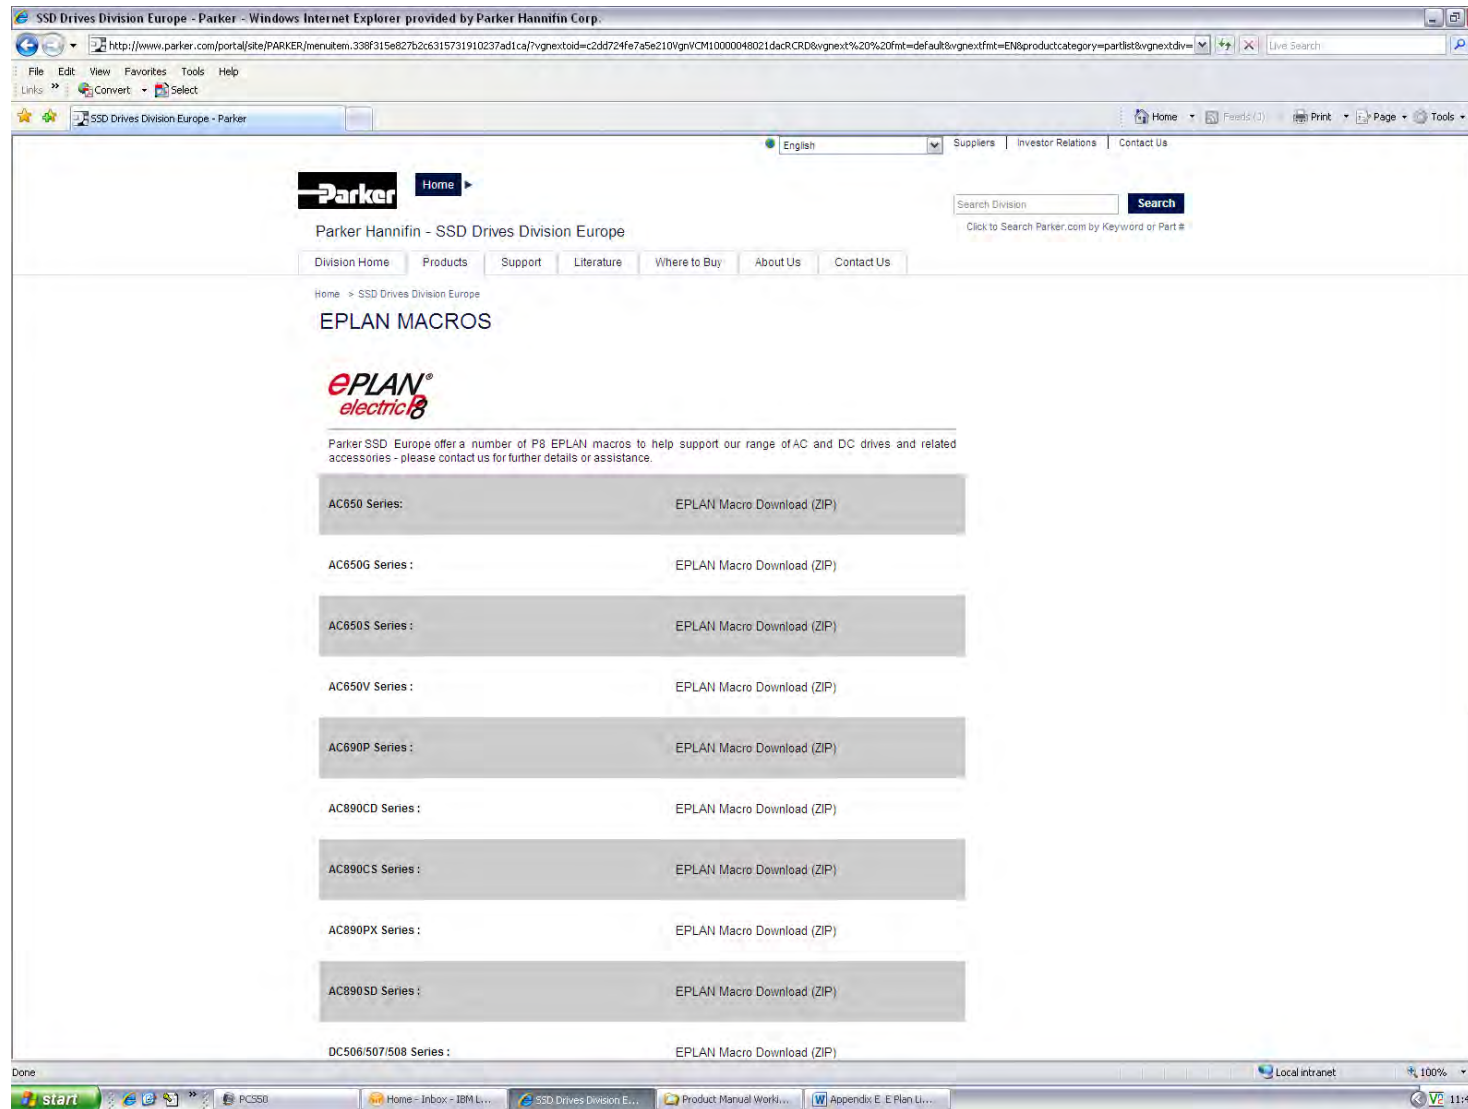 SSD Drives Division Europe - Parker - Windows Internet Explorer provided by Parker Hannifin Corp.
Live Search
File Edit View Favorites Tools Help
Links » Convert Select
SSD Drives Division Europe - Parker
Home Feeds (J) Print Page Tools
English Suppliers Investor Relations Contact Us
Parker Home
Search Division Search
Click to Search Parker.com by Keyword or Part #
Parker Hannifin - SSD Drives Division Europe
Division Home Products Support Literature Where to Buy About Us Contact Us
Home > SSD Drives Division Europe
EPLAN MACROS
ePLAN®
electric P8
Parker SSD Europe offer a number of P8 EPLAN macros to help support our range of AC and DC drives and related
accessories - please contact us for further details or assistance.
AC650 Series: EPLAN Macro Download (ZIP)
AC650G Series : EPLAN Macro Download (ZIP)
AC650S Series : EPLAN Macro Download (ZIP)
AC650V Series : EPLAN Macro Download (ZIP)
AC690P Series : EPLAN Macro Download (ZIP)
AC890CD Series : EPLAN Macro Download (ZIP)
AC890CS Series : EPLAN Macro Download (ZIP)
AC890PX Series : EPLAN Macro Download (ZIP)
AC890SD Series : EPLAN Macro Download (ZIP)
DC506/507/508 Series : EPLAN Macro Download (ZIP)
Done Local intranet 100%
start » PCS50 Home - Inbox - IBM L... SSD Drives Division E... Product Manual Worki... Appendix E E Plan Li... 11:4